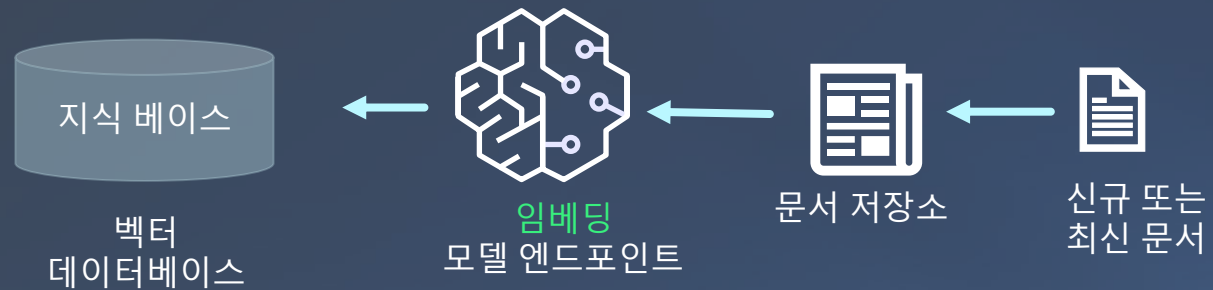 지식 베이스
벡터
데이터베이스
임베딩
모델 엔드포인트
문서 저장소
신규 또는
최신 문서